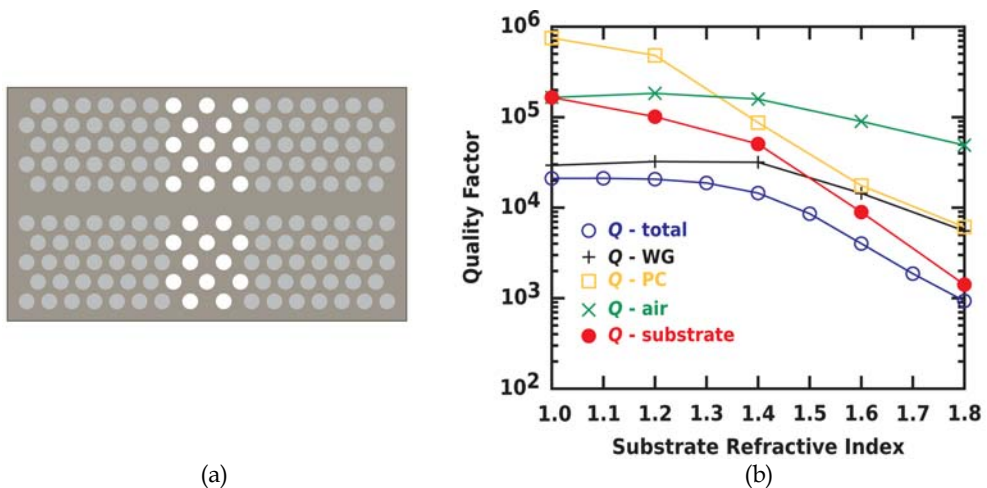 10⁶
10⁵
10⁴
10³
10²
Quality Factor
Q - total
Q - WG
Q - PC
Q - air
Q - substrate
1.0 1.1 1.2 1.3 1.4 1.5 1.6 1.7 1.8
Substrate Refractive Index
(a) (b)